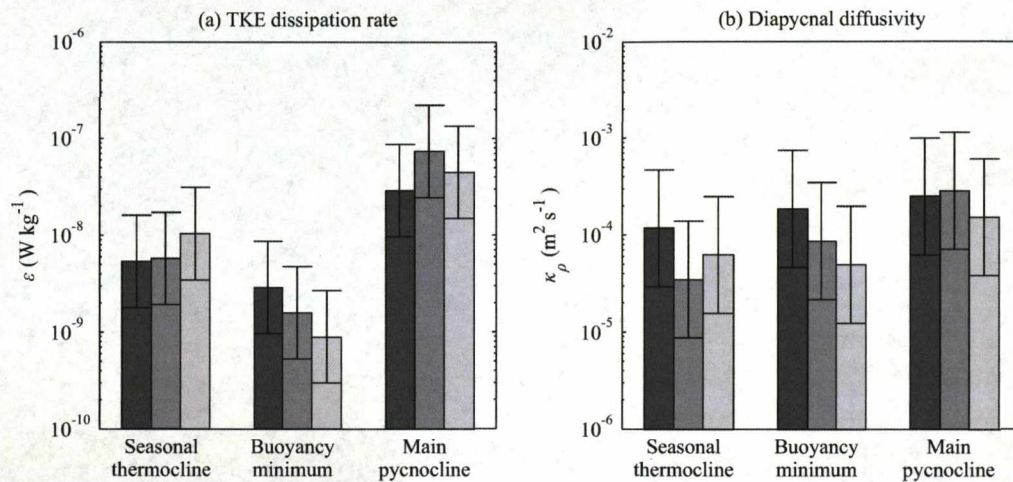 (a) TKE dissipation rate
10⁻⁶
10⁻⁷
10⁻⁸
10⁻⁹
10⁻¹⁰
ε (W kg⁻¹)
Seasonal
thermocline
Buoyancy
minimum
Main
pycnocline
(b) Diapycnal diffusivity
10⁻²
10⁻³
10⁻⁴
10⁻⁵
10⁻⁶
κρ (m² s⁻¹)
Seasonal
thermocline
Buoyancy
minimum
Main
pycnocline